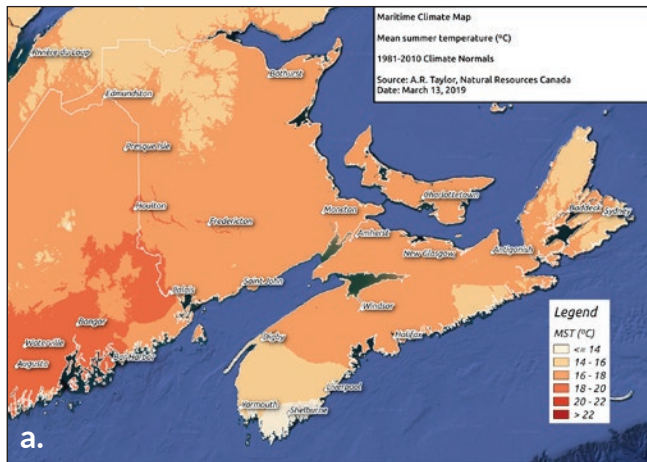 Maritime Climate Map
Mean summer temperature (°C)
1981-2010 Climate Normals
Source: A.R. Taylor, Natural Resources Canada
Date: March 13, 2019
Rivière-du-Loup
Bathurst
Edmundston
Presque Isle
Charlottetown
Houlton
Fredericton
Moncton
Amherst
Baddeck
Sydney
New Glasgow
Antigonish
Saint John
Calais
Windsor
Bangor
Waterville
Augusta
Bar Harbor
Digby
Halifax
Liverpool
Yarmouth
Shelburne
Legend
MST (°C)
<= 14
14 - 16
16 - 18
18 - 20
20 - 22
> 22
a.